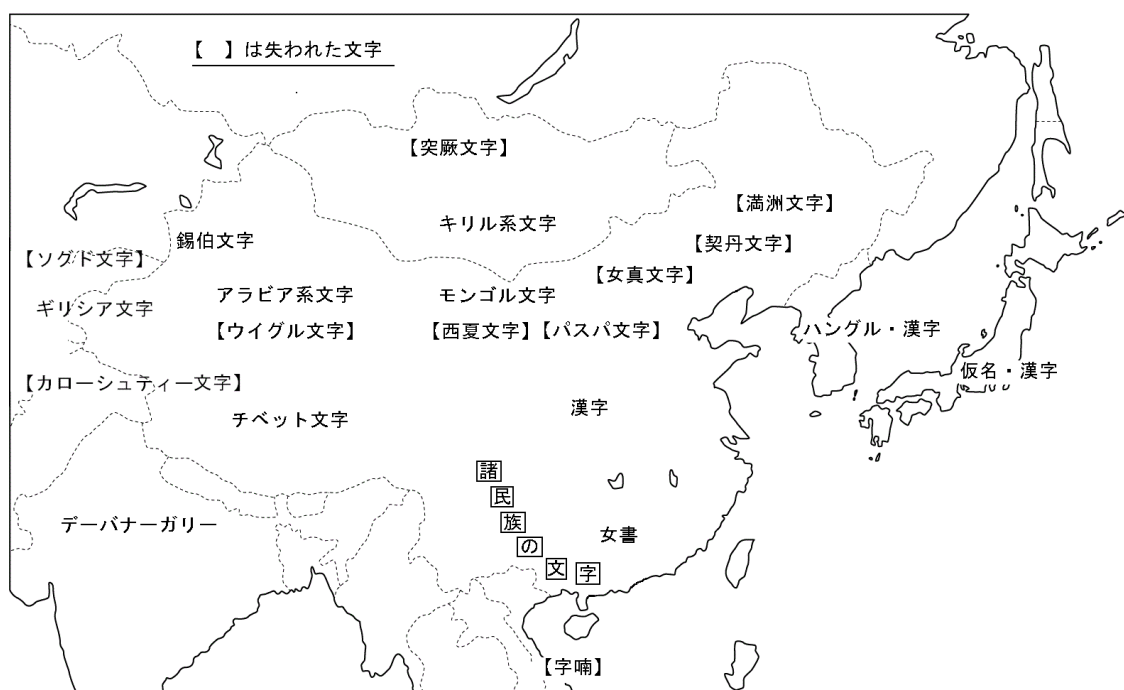 【　】は失われた文字
【突厥文字】
【満洲文字】
キリル系文字
錫伯文字
【契丹文字】
【ソグド文字】
【女真文字】
アラビア系文字
モンゴル文字
ギリシア文字
【ウイグル文字】
【西夏文字】【パスパ文字】
ハングル・漢字
仮名・漢字
【カローシュティー文字】
漢字
チベット文字
諸民族の文字
デーバナーガリー
女書
【字喃】